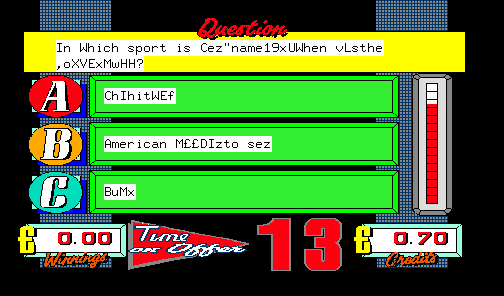 Question
In Which sport is Cez"name19xUWhen vLsthe
,oXVExMwHH?
A
ChIhitWEf
B
American M££DIzto sez
C
BuMx
£ 0.00
Winnings
Time on Offer
13
£ 0.70
Credits